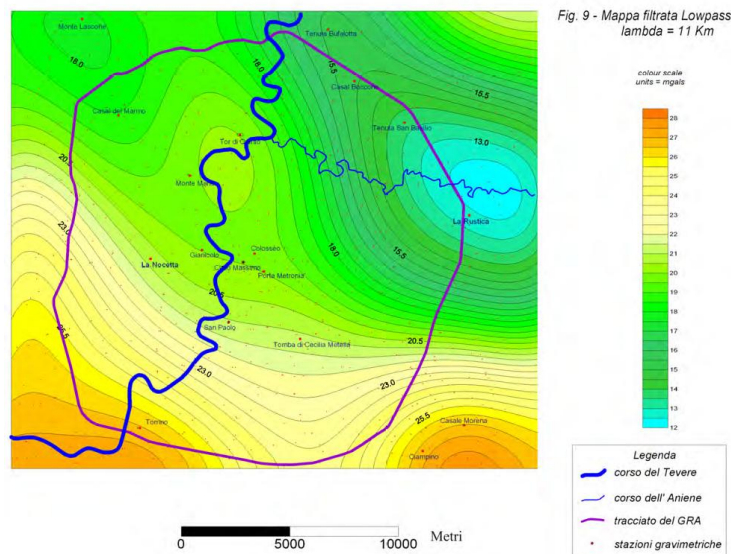 Fig. 9 - Mappa filtrata Lowpass
lambda = 11 Km
colour scale
units = mgals
28
27
26
25
24
23
22
21
20
19
18
17
16
15
14
13
12
Legenda
corso del Tevere
corso dell' Aniene
tracciato del GRA
stazioni gravimetriche
Tenuta Bufalotta
18.0
15.5
Casal Boccone
15.5
Casal del Marmo
Tenuta San Basilio
13.0
Tor di Quinto
20.5
Monte Mario
La Rustica
23.0
Gianicolo
Colosseo
18.0
15.5
La Nocetta
Circo Massimo
Porta Metronia
20.5
San Paolo
25.5
Tomba di Cecilia Metella
20.5
23.0
23.0
25.5
Torrino
Casale Morena
Ciampino
0
5000
10000
Metri